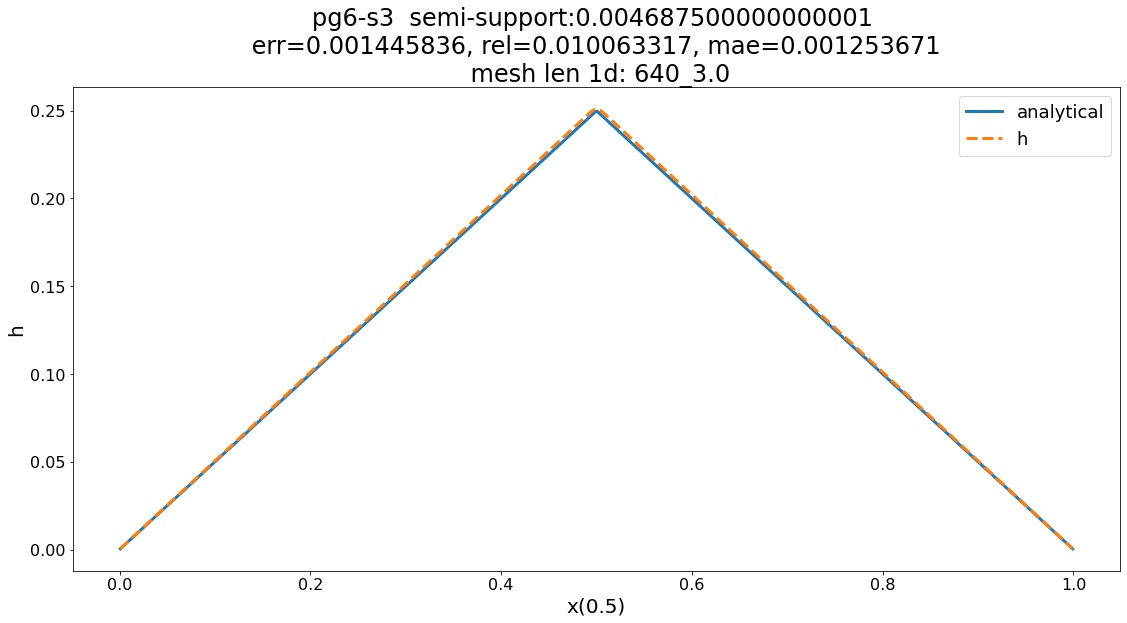 pg6-s3  semi-support:0.004687500000000001
err=0.001445836, rel=0.010063317, mae=0.001253671
mesh len 1d: 640_3.0
analytical
h
h
0.25
0.20
0.15
0.10
0.05
0.00
0.0 0.2 0.4 0.6 0.8 1.0
x(0.5)